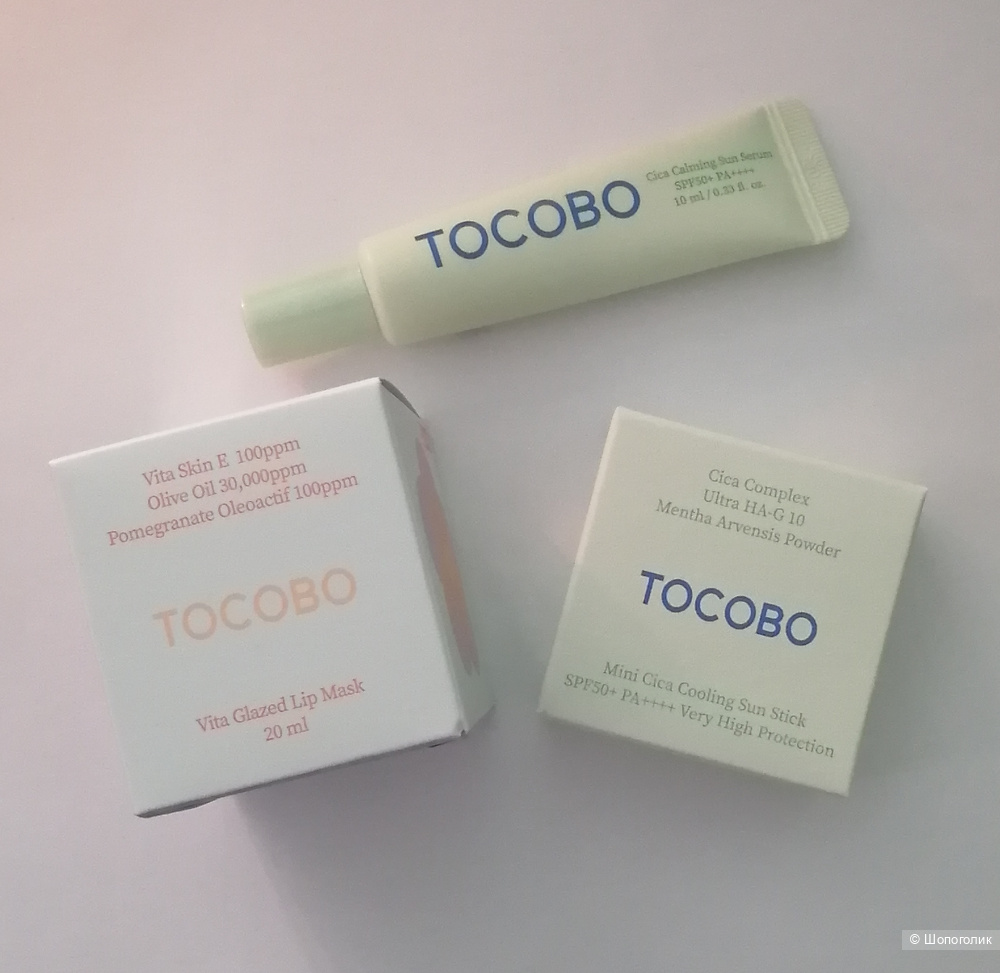 TOCOBO
Cica Calming Sun Serum
SPF50+ PA++++
10 ml / 0.33 fl. oz.
Vita Skin E 100ppm
Olive Oil 30,000ppm
Pomegranate Oleoactif 100ppm
TOCOBO
Vita Glazed Lip Mask
20 ml
Cica Complex
Ultra HA-G 10
Mentha Arvensis Powder
TOCOBO
Mini Cica Cooling Sun Stick
SPF50+ PA++++ Very High Protection
© Шопоголик